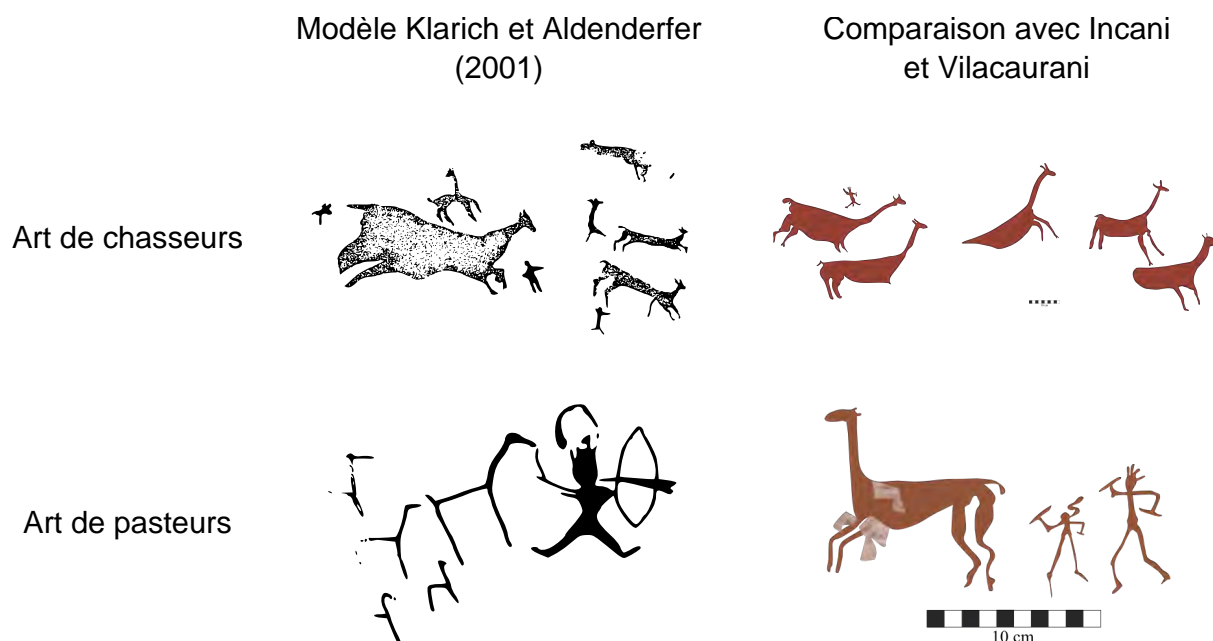 Modèle Klarich et Aldenderfer
(2001)
Comparaison avec Incani
et Vilacaurani
Art de chasseurs
Art de pasteurs
10 cm